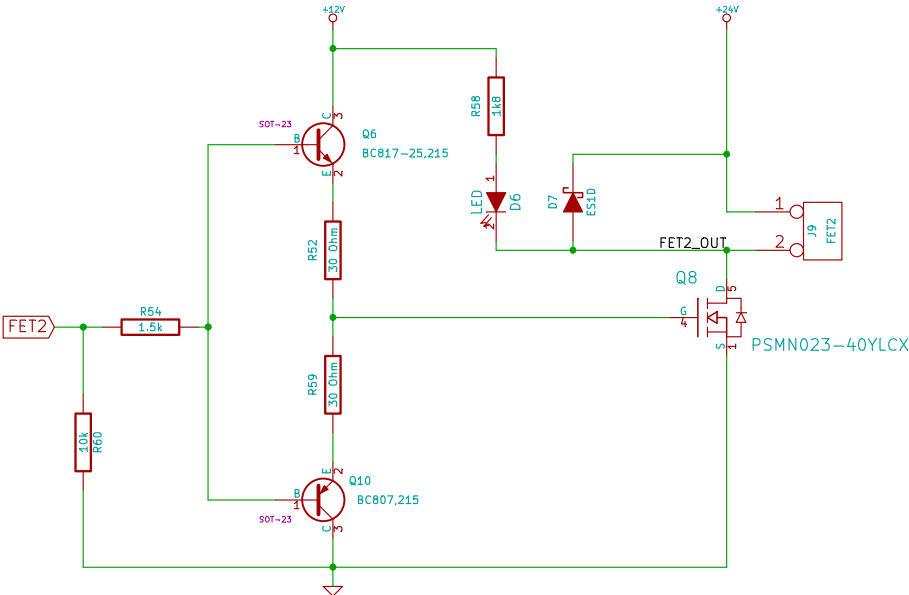 +12V
+24V
R58
1k8
SOT-23
C
3
Q6
B
1
BC817-25,215
E
2
1
LED
D6
2
D7
ES1D
1
J9
FET2
2
R52
30 Ohm
FET2_OUT
Q8
D
5
G
4
S
1
PSMN023-40YLCX
FET2
R54
1.5k
R59
30 Ohm
10k
R60
E
2
Q10
B
1
BC807,215
SOT-23
C
3